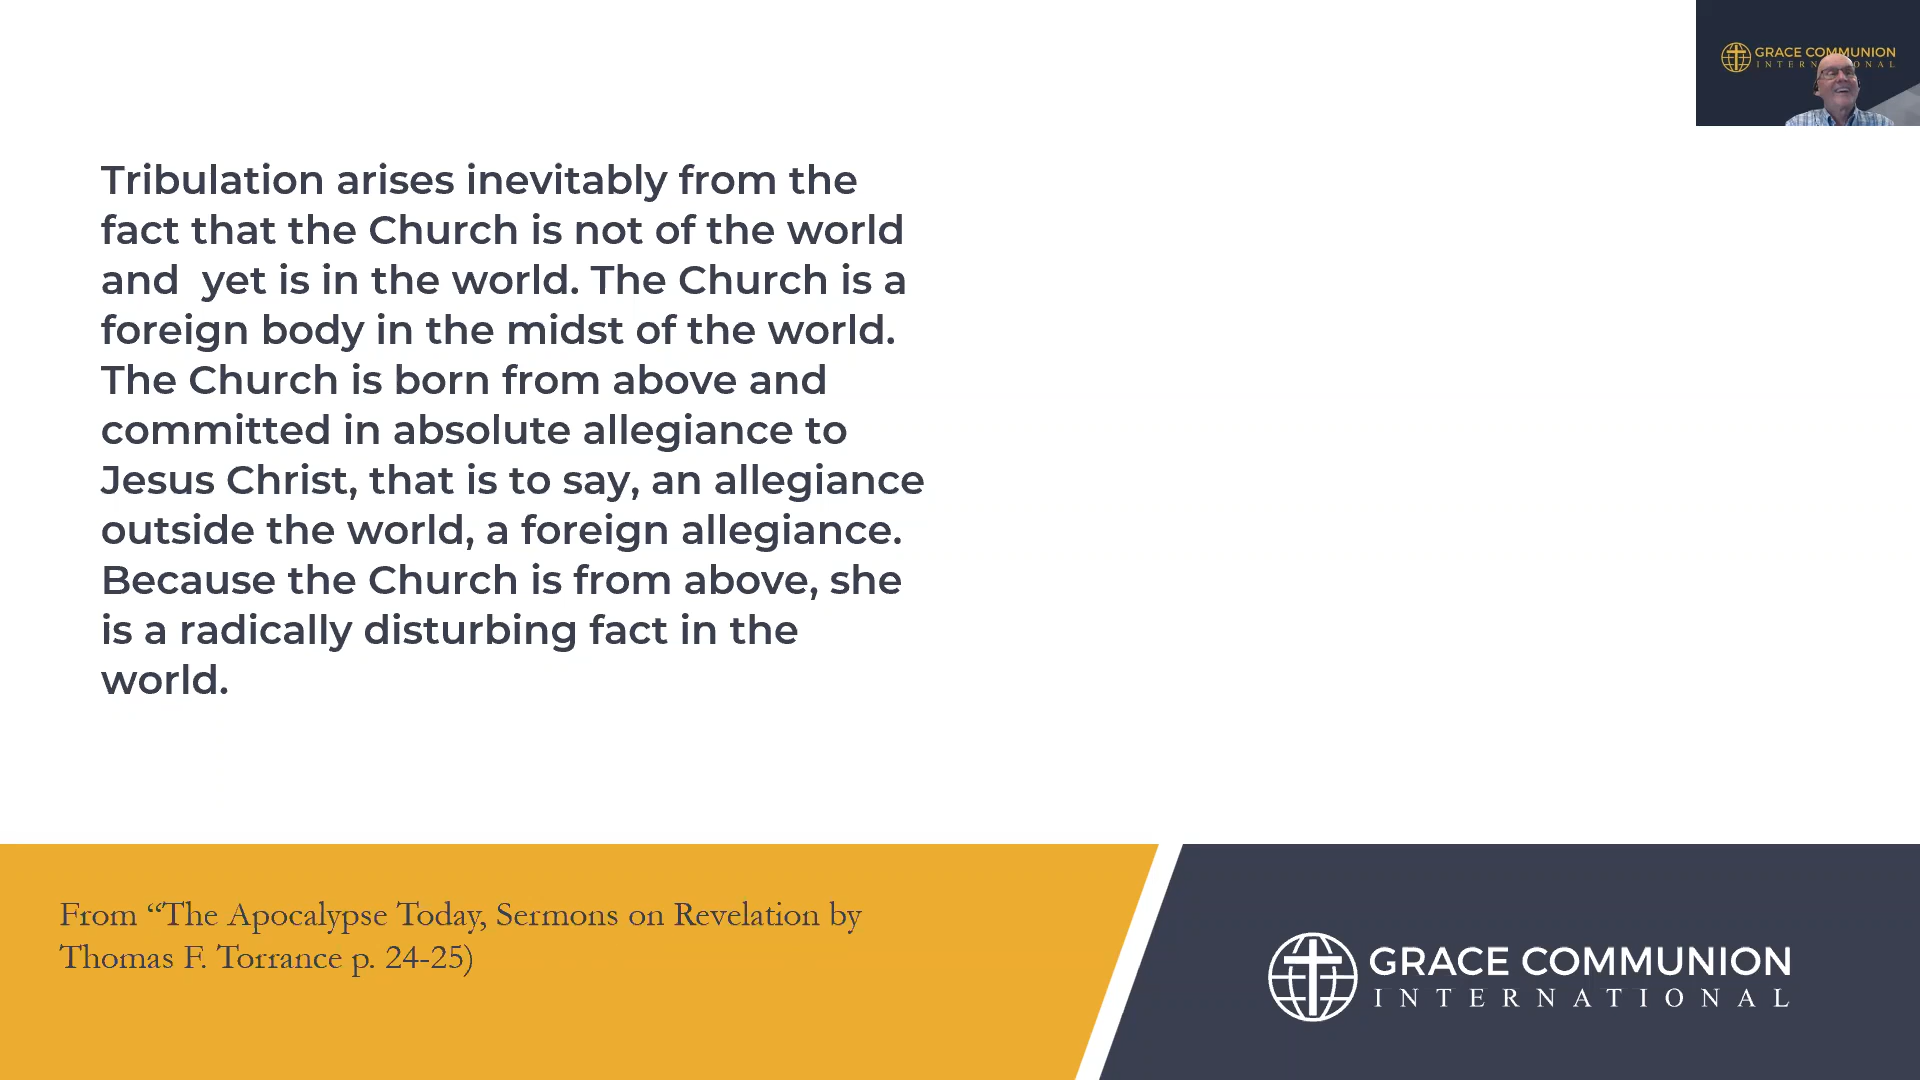 GRACE COMMUNION
INTERNATIONAL
Tribulation arises inevitably from the
fact that the Church is not of the world
and  yet is in the world. The Church is a
foreign body in the midst of the world.
The Church is born from above and
committed in absolute allegiance to
Jesus Christ, that is to say, an allegiance
outside the world, a foreign allegiance.
Because the Church is from above, she
is a radically disturbing fact in the
world.
From “The Apocalypse Today, Sermons on Revelation by
Thomas F. Torrance p. 24-25)
GRACE COMMUNION
INTERNATIONAL